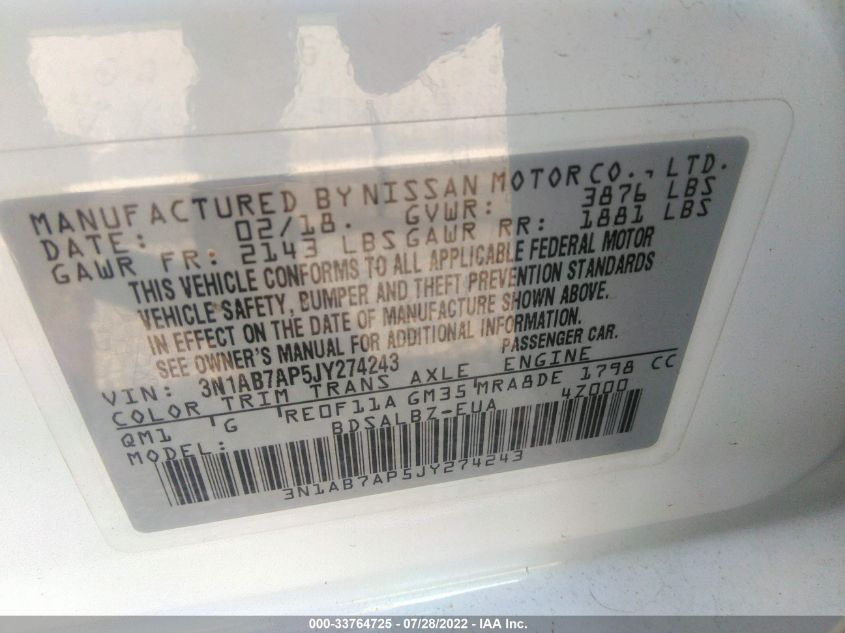 MANUFACTURED BY NISSAN MOTOR CO., LTD.
DATE: 02/18. GVWR: 3876 LBS
GAWR FR: 2143 LBS GAWR RR: 1881 LBS
THIS VEHICLE CONFORMS TO ALL APPLICABLE FEDERAL MOTOR
VEHICLE SAFETY, BUMPER AND THEFT PREVENTION STANDARDS
IN EFFECT ON THE DATE OF MANUFACTURE SHOWN ABOVE.
SEE OWNER'S MANUAL FOR ADDITIONAL INFORMATION.
VIN: 3N1AB7AP5JY274243 PASSENGER CAR.
COLOR TRIM TRANS AXLE ENGINE
QM1 'G RE0F11A GM35 MRA8DE 1798 CC
MODEL: BDSALBZ-EUA 4Z000
3N1AB7AP5JY274243
000-33764725 - 07/28/2022 - IAA Inc.